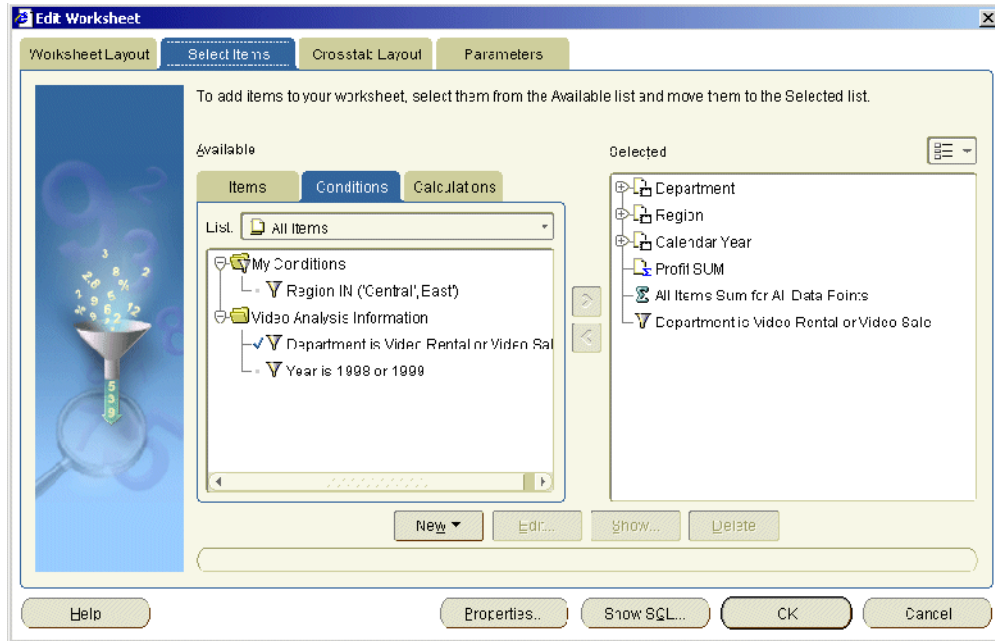 Edit Worksheet
Worksheet Layout
Select Items
Crosstab Layout
Parameters
To add items to your worksheet, select them from the Available list and move them to the Selected list.
Available
Selected
Items
Conditions
Calculations
List.
All Items
My Conditions
Region IN ('Central',East')
Video Analysis Information
Department is Video Rental or Video Sal
Year is 1998 or 1999
Department
Region
Calendar Year
Profit SUM
All Items Sum for All Data Points
Department is Video Rental or Video Sale
New
Edit...
Show...
Delete
Help
Properties..
Show SQL...
OK
Cancel